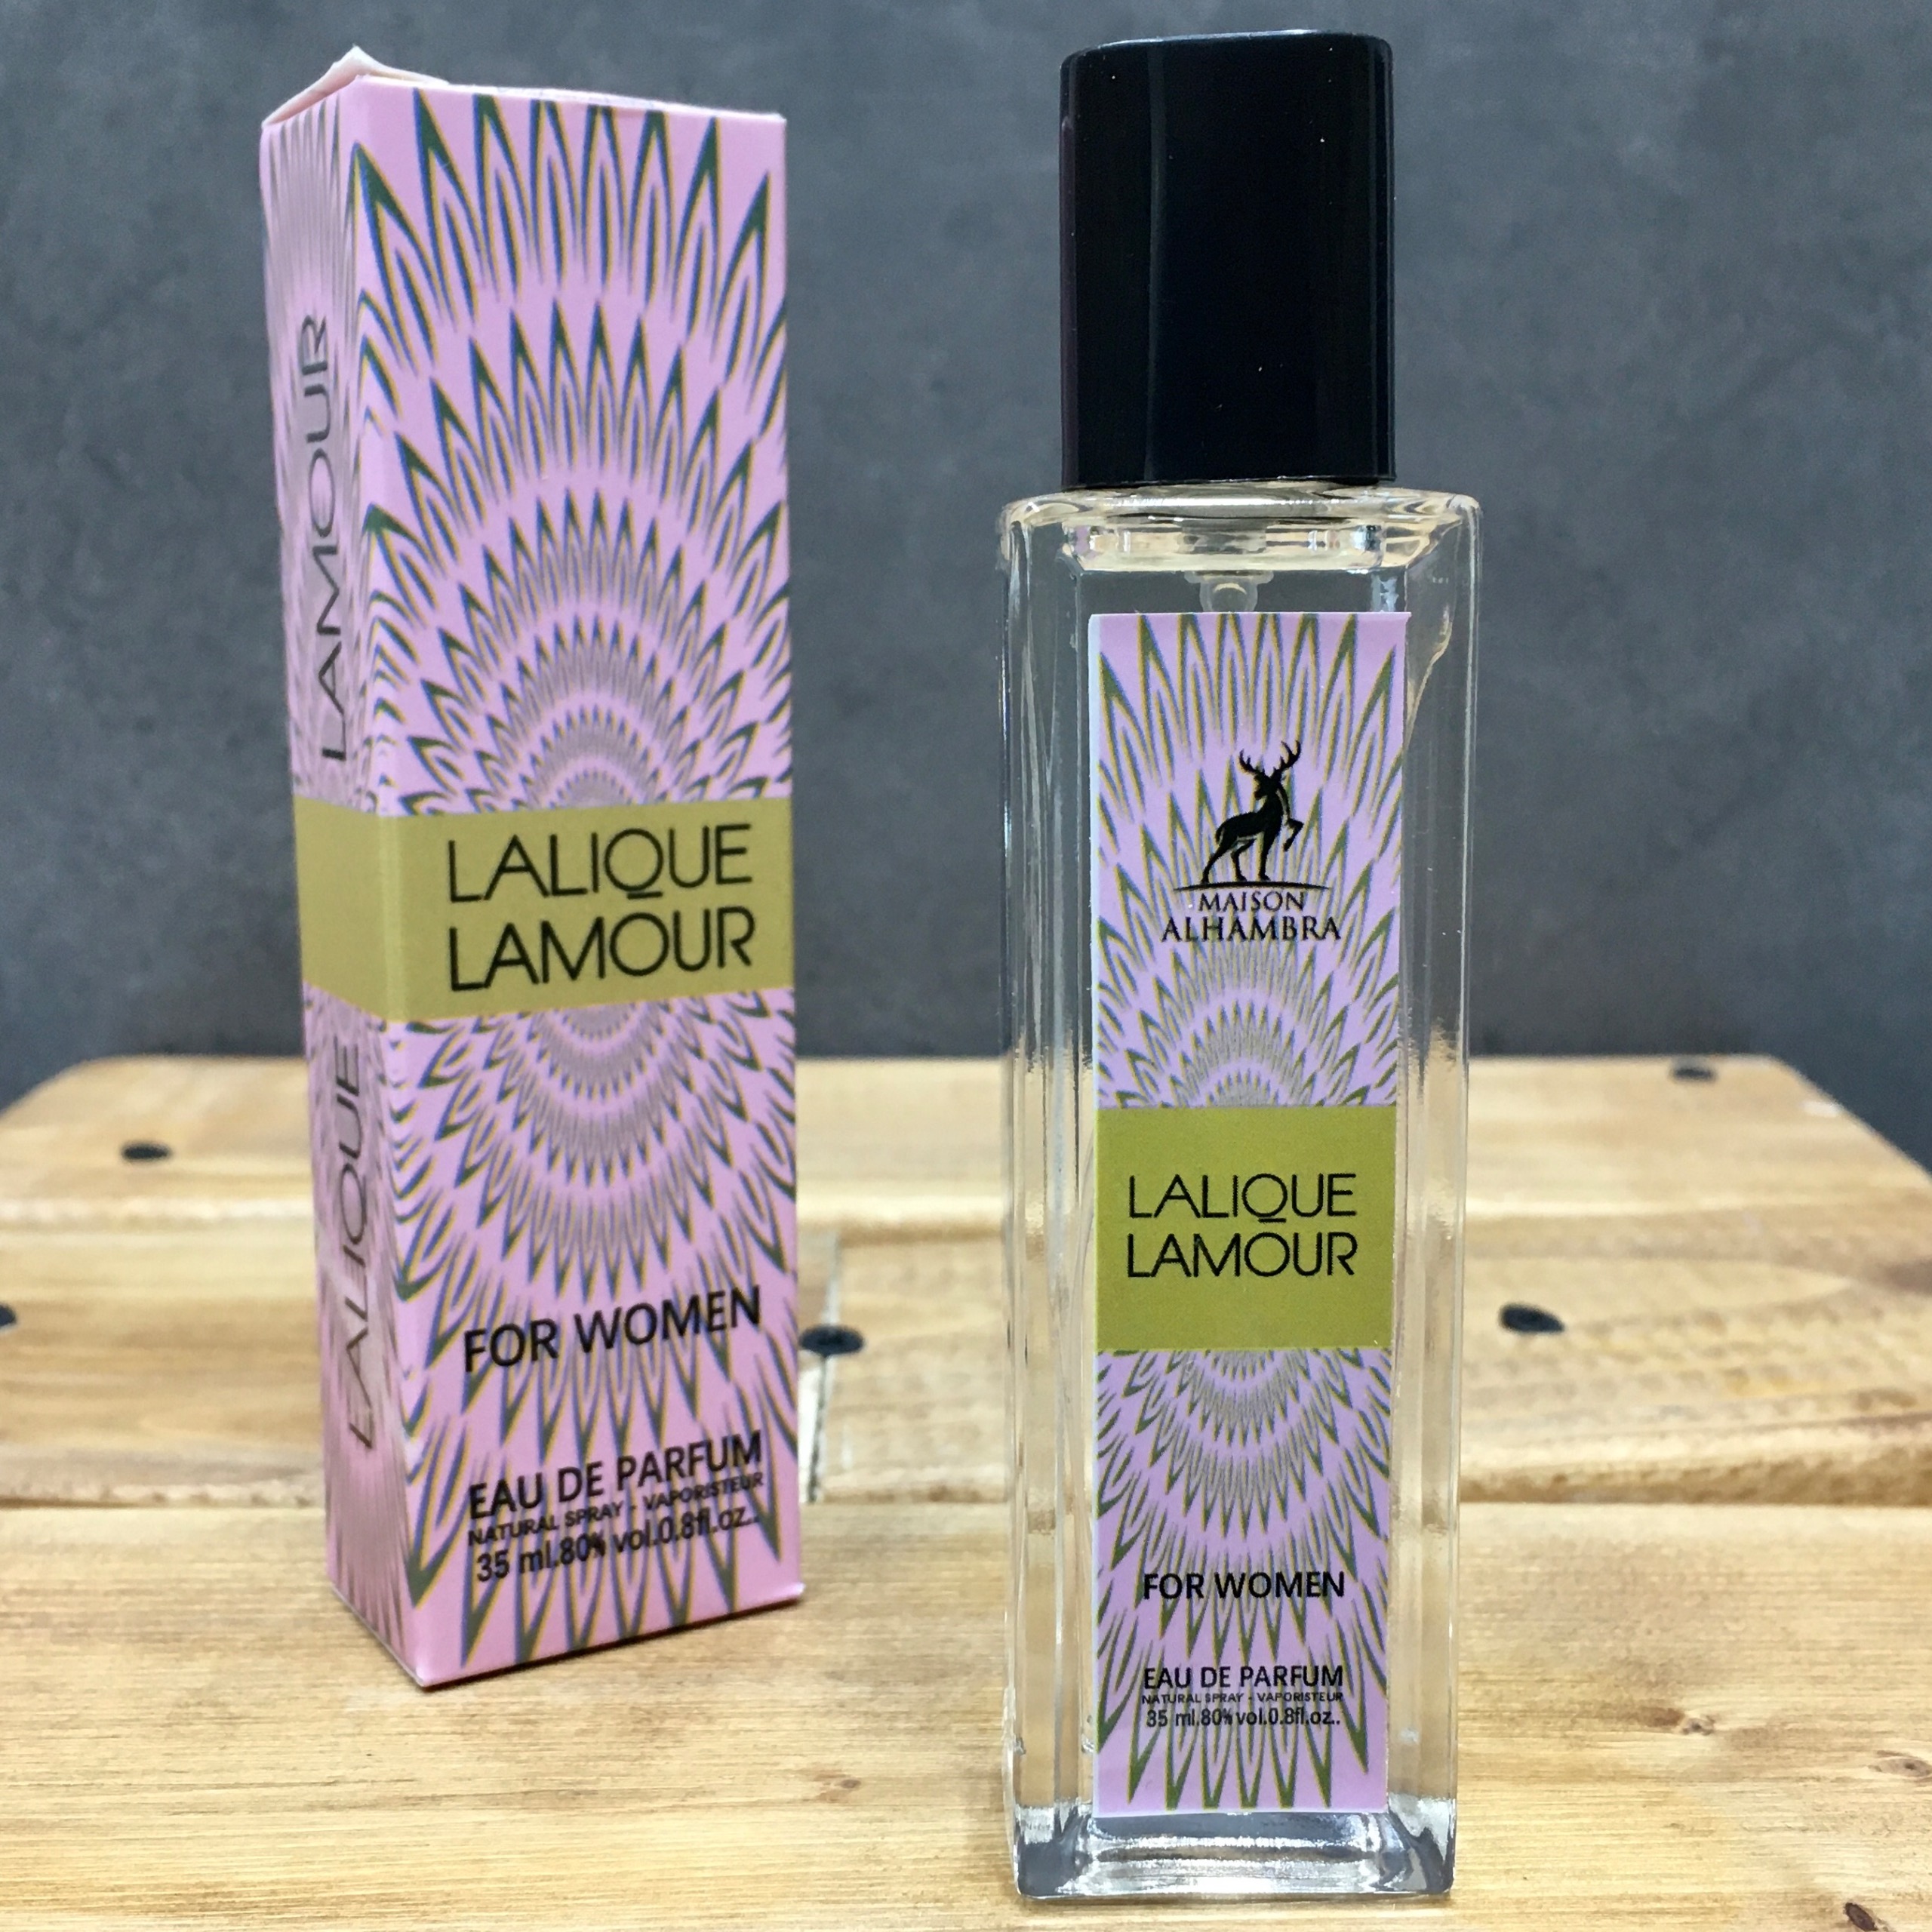 LAMOUR
LALIQUE
LALIQUE
LAMOUR
FOR WOMEN
EAU DE PARFUM
NATURAL SPRAY - VAPORISTEUR
35 ml.80% vol.0.8fl.oz..
MAISON
ALHAMBRA
LALIQUE
LAMOUR
FOR WOMEN
EAU DE PARFUM
NATURAL SPRAY - VAPORISTEUR
35 ml.80% vol.0.8fl.oz..